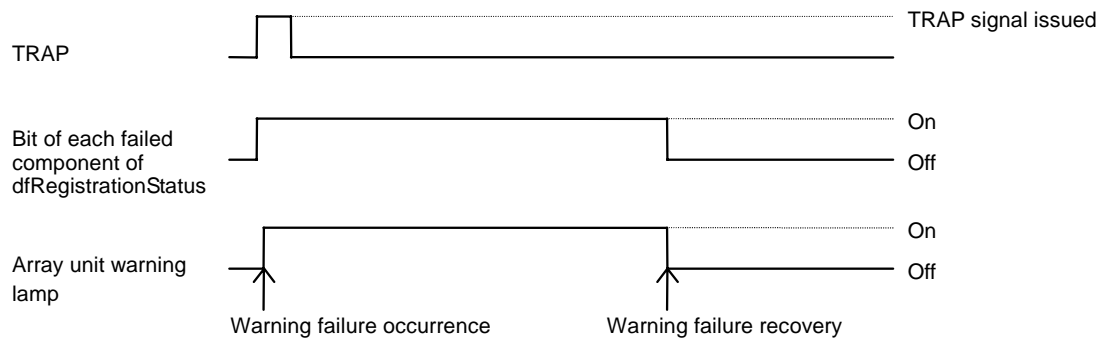 TRAP signal issued
TRAP
On
Bit of each failed
component of
dfRegistrationStatus
Off
On
Array unit warning
lamp
Off
Warning failure occurrence
Warning failure recovery